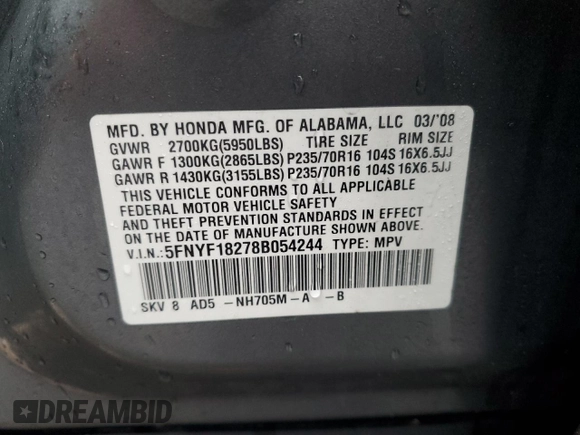 MFD. BY HONDA MFG. OF ALABAMA, LLC 03/'08
GVWR 2700KG(5950LBS) TIRE SIZE RIM SIZE
GAWR F 1300KG(2865LBS) P235/70R16 104S 16X6.5JJ
GAWR R 1430KG(3155LBS) P235/70R16 104S 16X6.5JJ
THIS VEHICLE CONFORMS TO ALL APPLICABLE
FEDERAL MOTOR VEHICLE SAFETY
AND THEFT PREVENTION STANDARDS IN EFFECT
ON THE DATE OF MANUFACTURE SHOWN ABOVE.
V.I.N.:5FNYF18278B054244 TYPE: MPV
SKV 8 AD5 -NH705M-A -B
DREAMBID